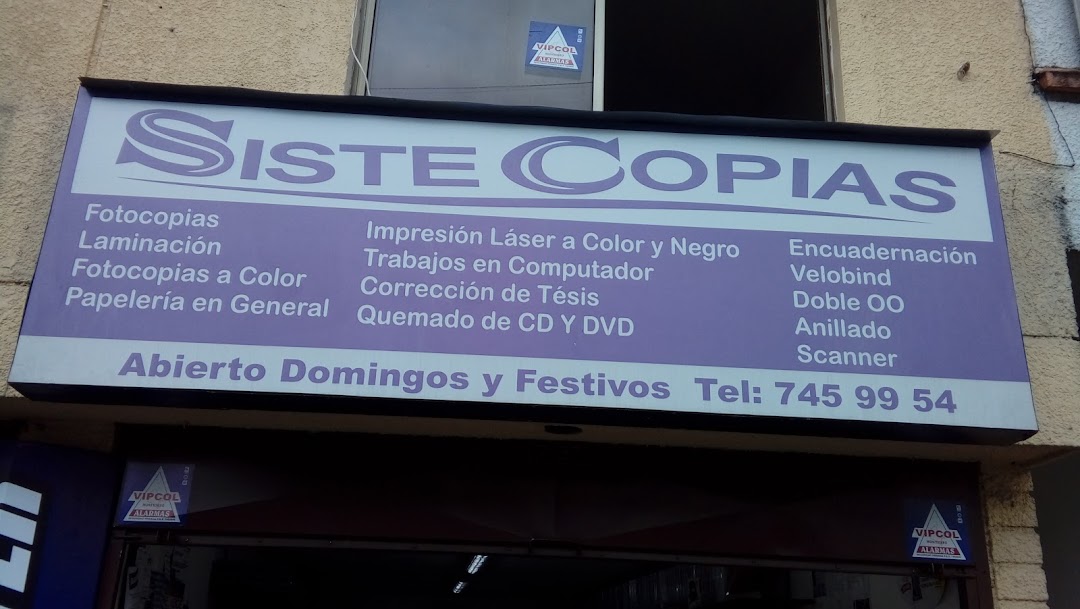 VIPCOL
ALARMAS
SISTE COPIAS
Fotocopias
Laminación
Fotocopias a Color
Papelería en General
Impresión Láser a Color y Negro
Trabajos en Computador
Corrección de Tésis
Quemado de CD Y DVD
Encuadernación
Velobind
Doble OO
Anillado
Scanner
Abierto Domingos y Festivos Tel: 745 99 54
VIPCOL
ALARMAS
VIPCOL
ALARMAS